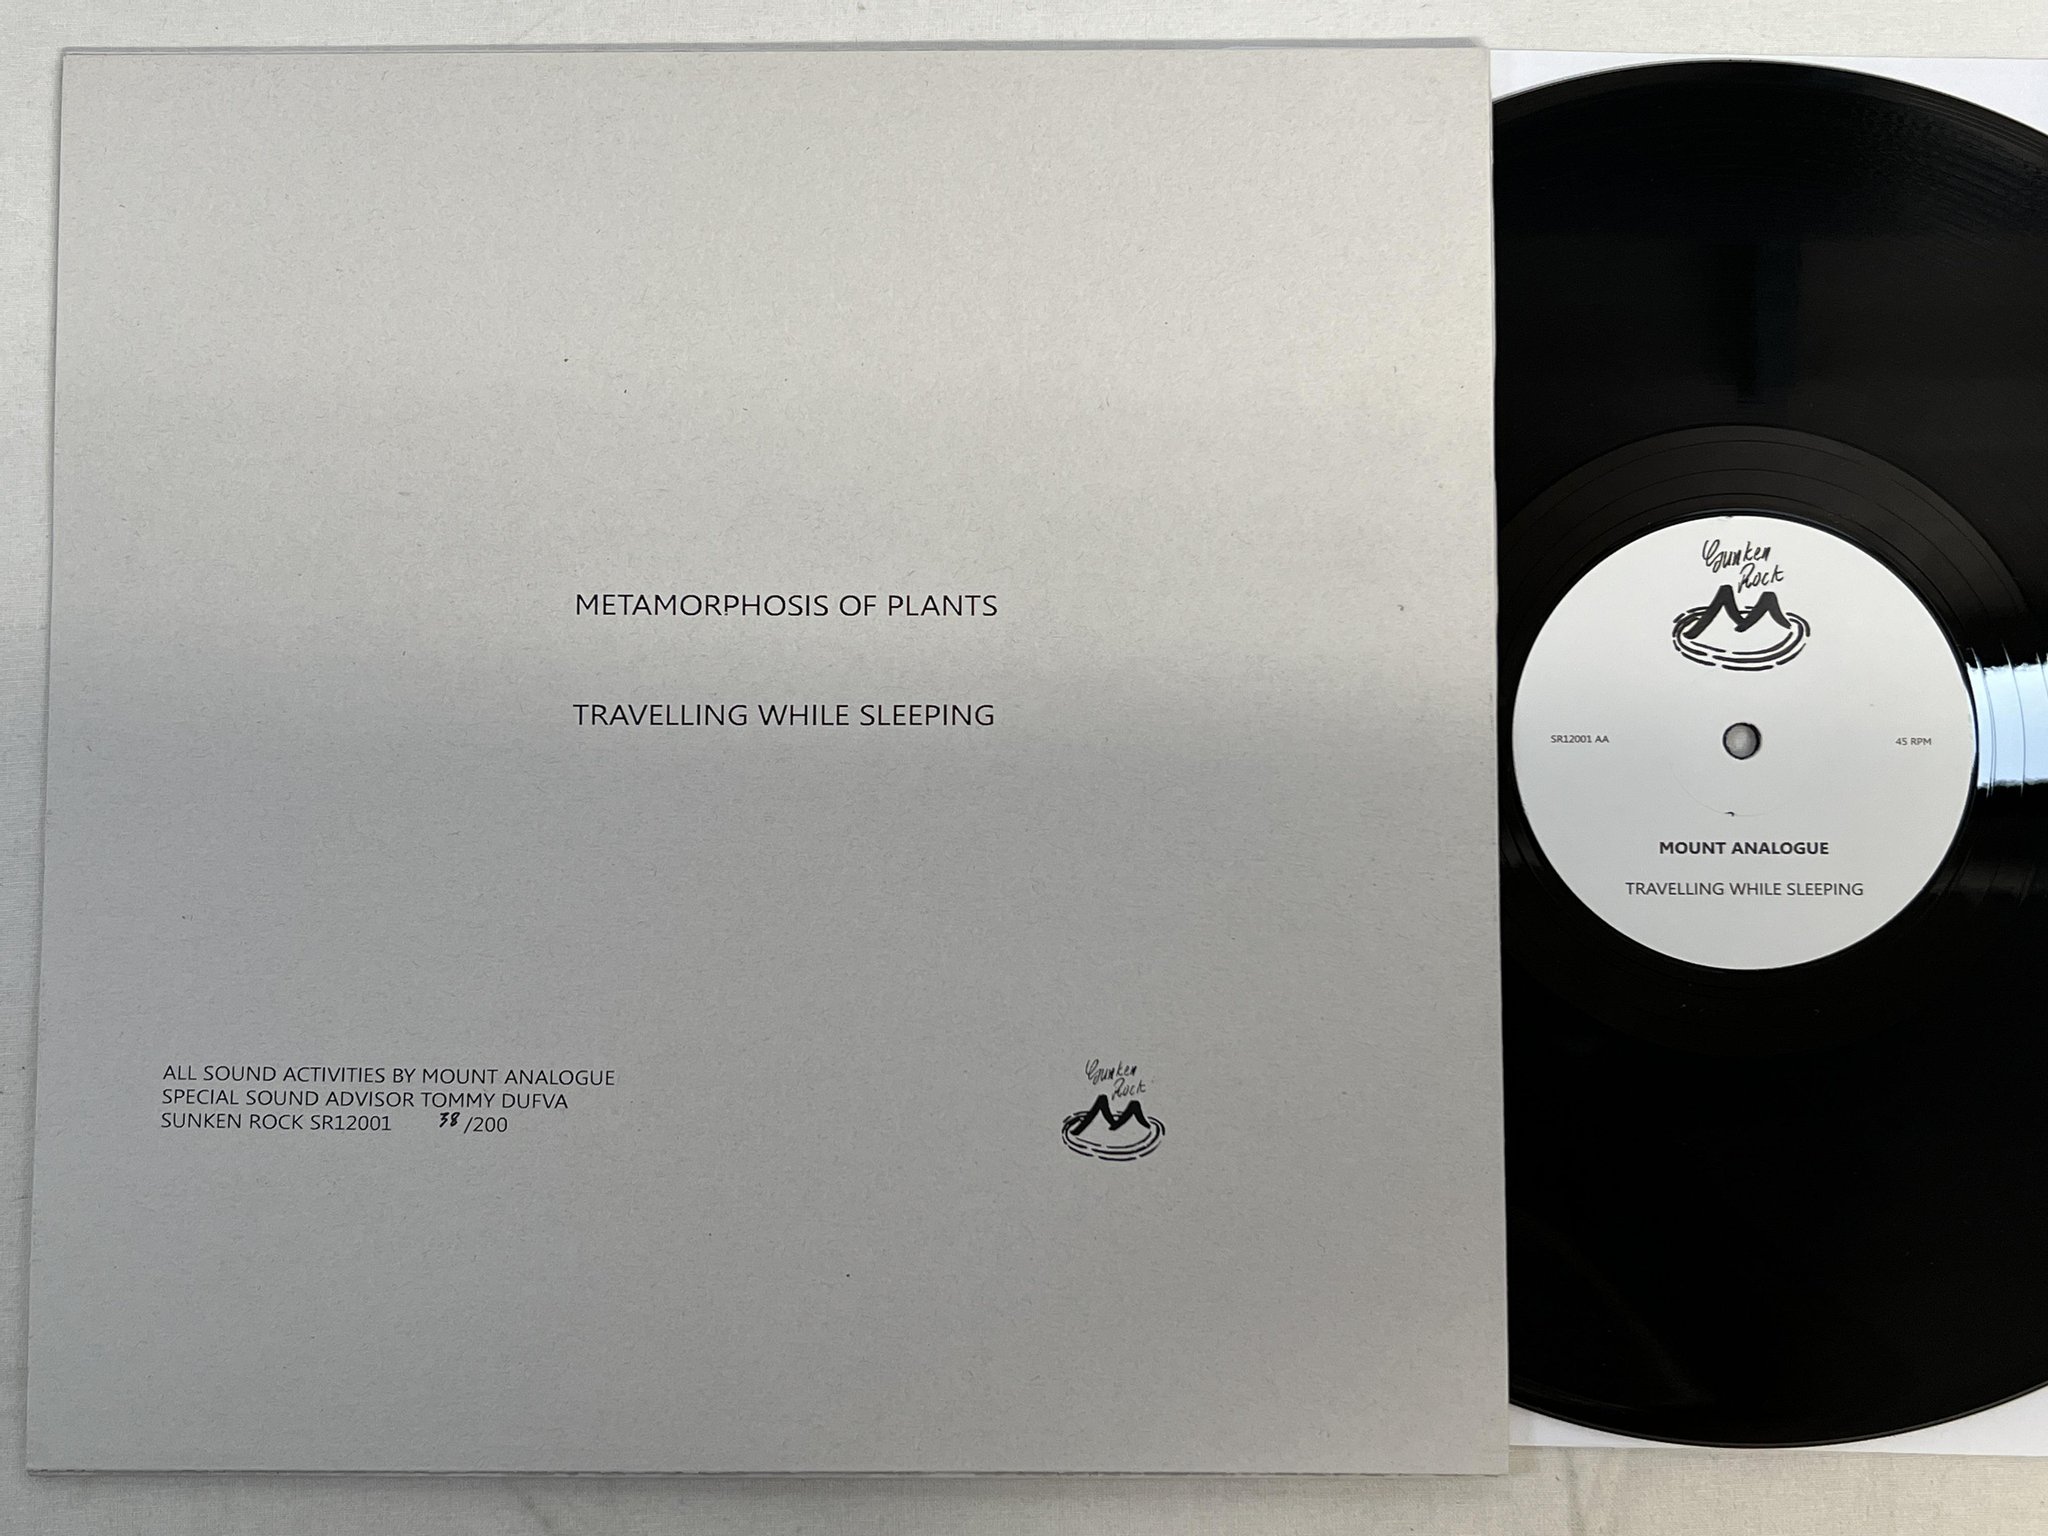 METAMORPHOSIS OF PLANTS
TRAVELLING WHILE SLEEPING
ALL SOUND ACTIVITIES BY MOUNT ANALOGUE
SPECIAL SOUND ADVISOR TOMMY DUFVA
SUNKEN ROCK SR12001 38/200
Sunken
Rock
Sunken
Rock
SR12001 AA
45 RPM
MOUNT ANALOGUE
TRAVELLING WHILE SLEEPING